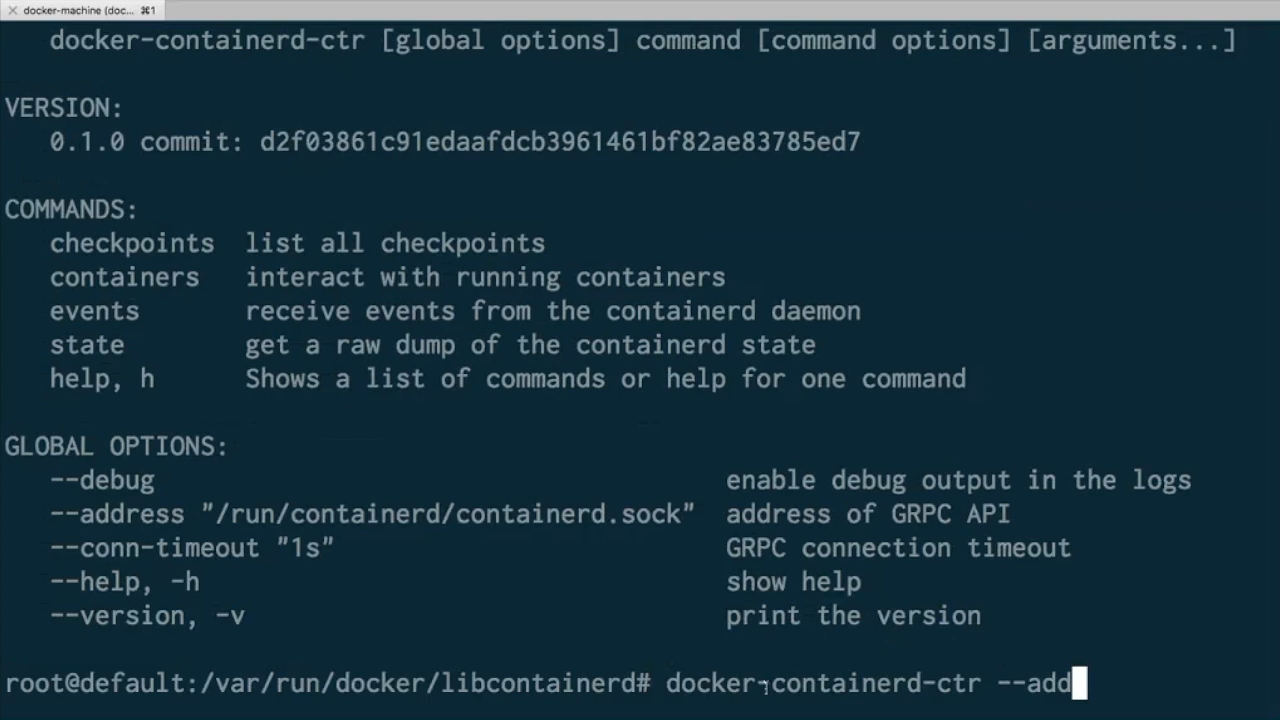 docker-machine (doc... ⌘1
docker-containerd-ctr [global options] command [command options] [arguments...]
VERSION:
0.1.0 commit: d2f03861c91edaafdcb3961461bf82ae83785ed7
COMMANDS:
checkpoints list all checkpoints
containers interact with running containers
events receive events from the containerd daemon
state get a raw dump of the containerd state
help, h Shows a list of commands or help for one command
GLOBAL OPTIONS:
--debug enable debug output in the logs
--address "/run/containerd/containerd.sock" address of GRPC API
--conn-timeout "1s" GRPC connection timeout
--help, -h show help
--version, -v print the version
root@default:/var/run/docker/libcontainerd# docker-containerd-ctr --add